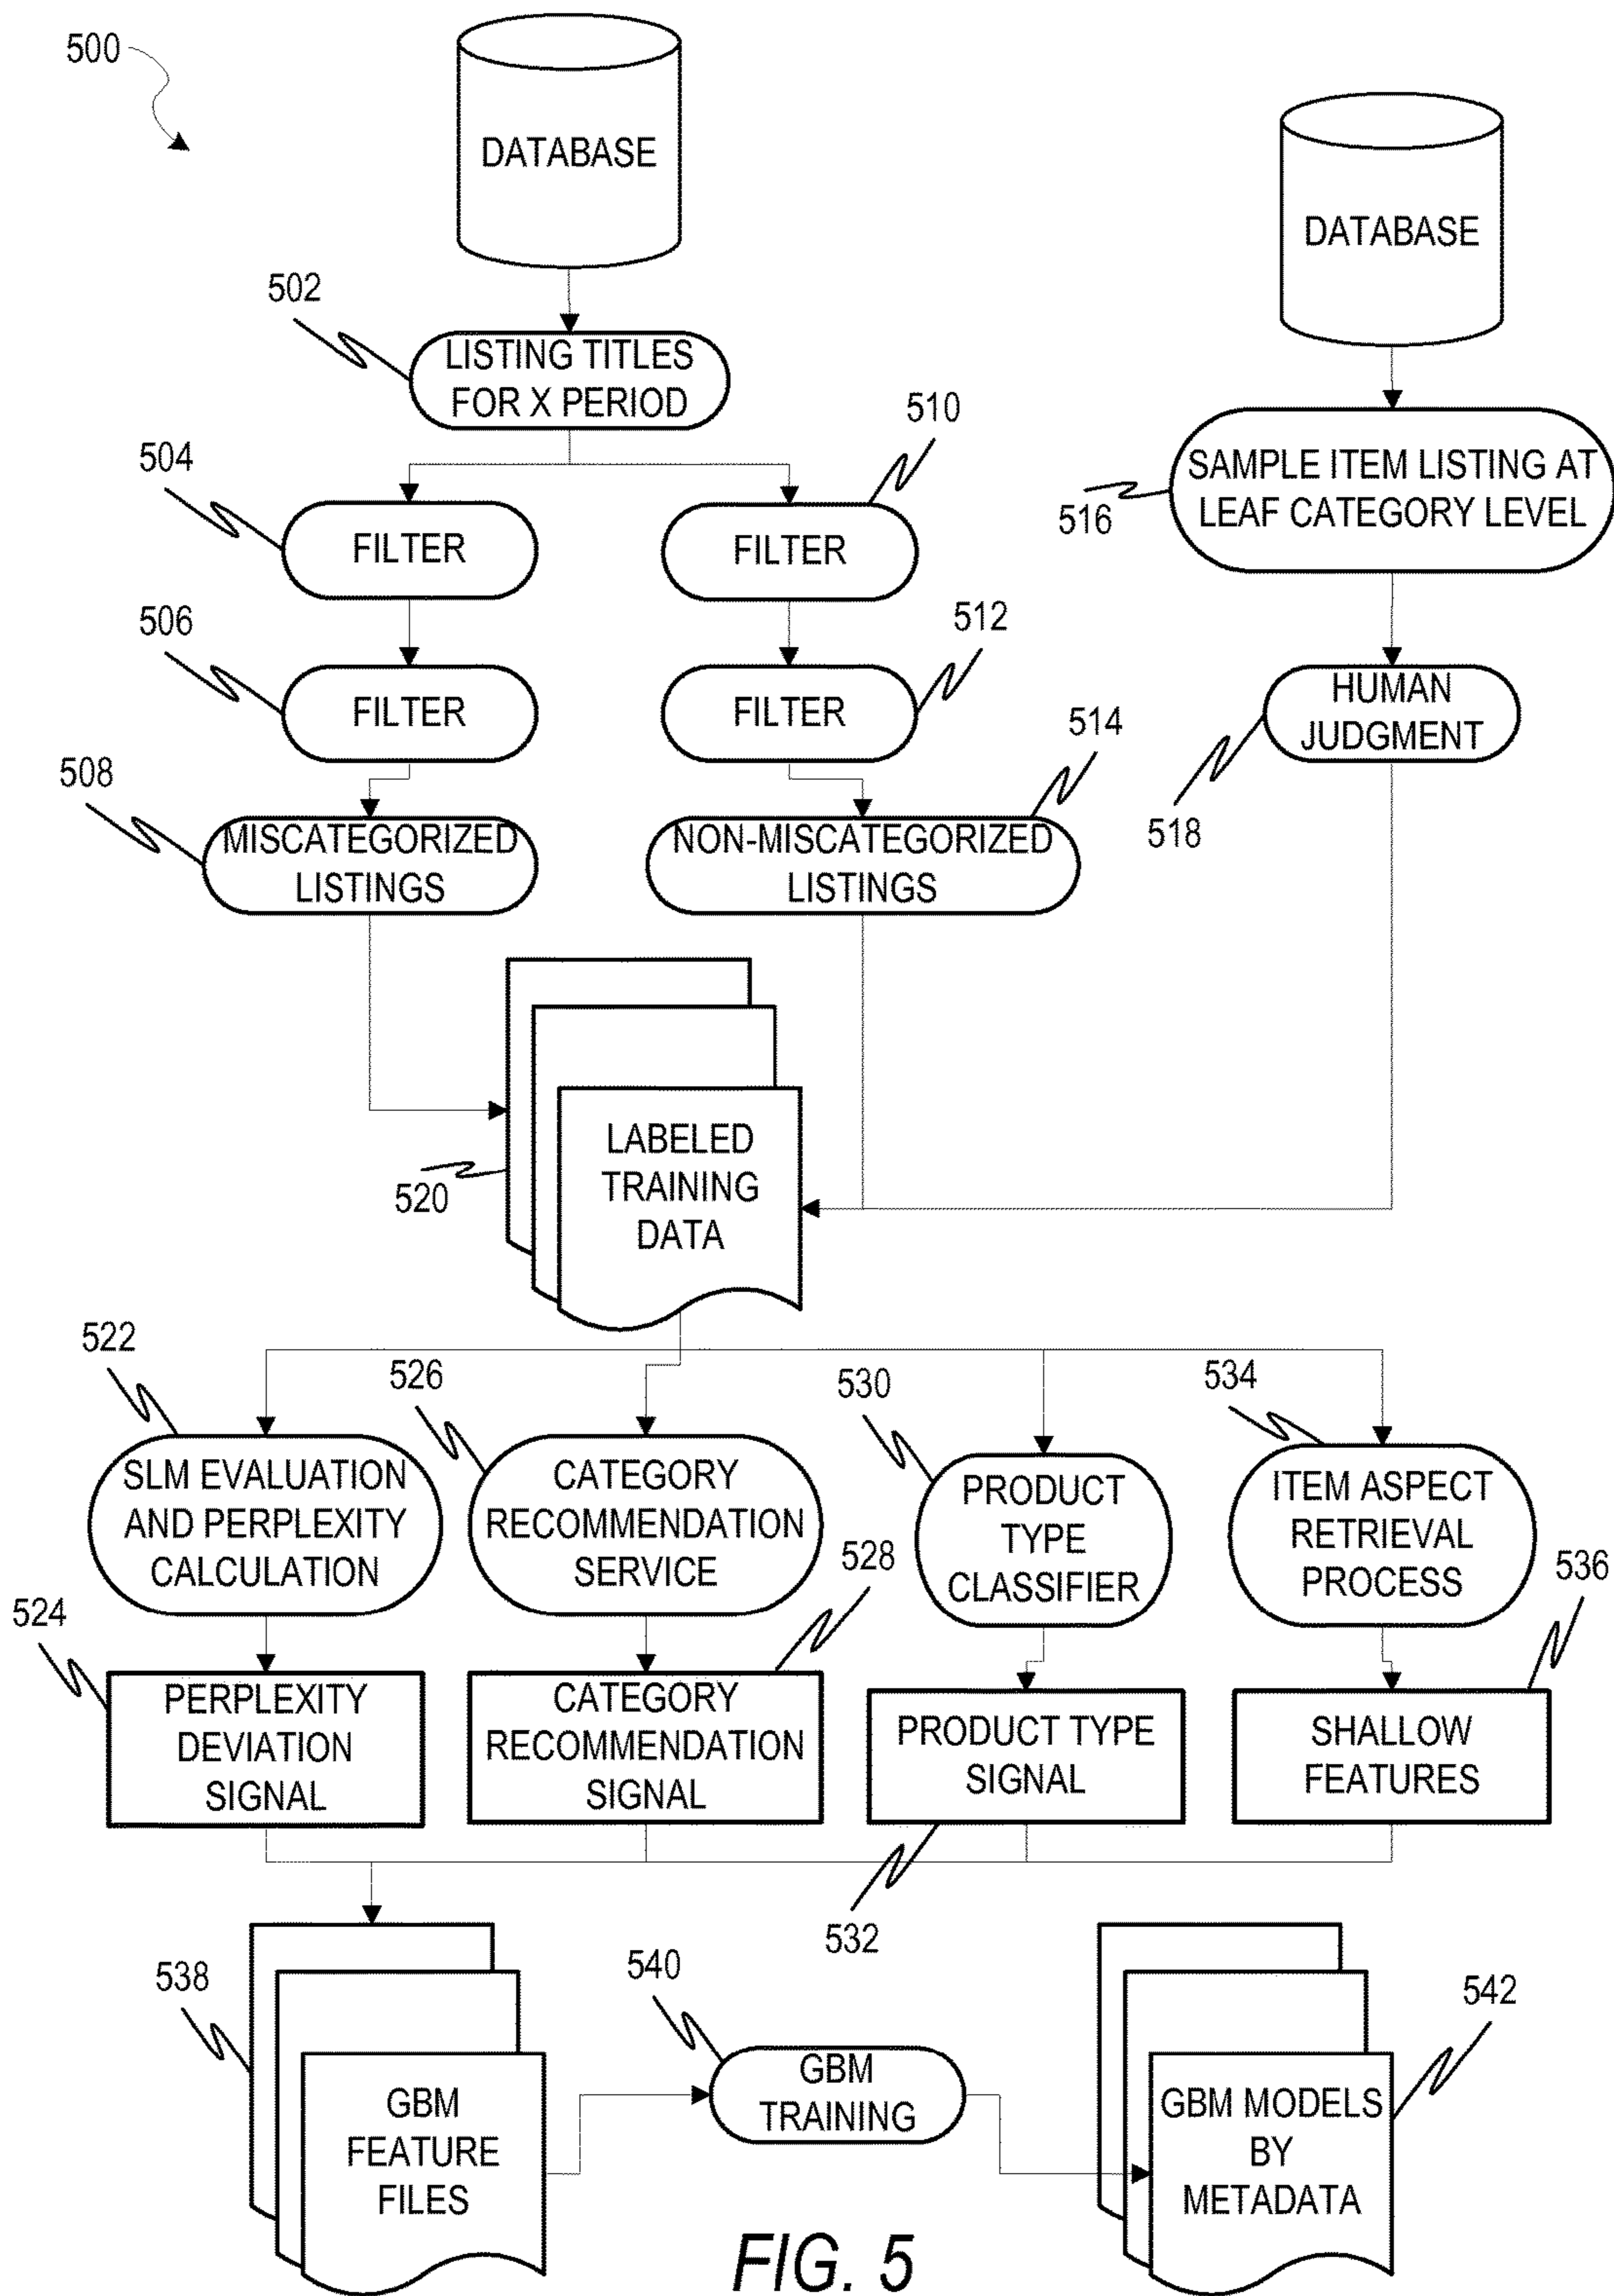 500
DATABASE
DATABASE
502
LISTING TITLES
FOR X PERIOD
504
510
SAMPLE ITEM LISTING AT
LEAF CATEGORY LEVEL
516
FILTER
FILTER
506
512
FILTER
FILTER
HUMAN
JUDGMENT
518
508
514
MISCATEGORIZED
LISTINGS
NON-MISCATEGORIZED
LISTINGS
LABELED
TRAINING
DATA
520
522
526
530
534
SLM EVALUATION
AND PERPLEXITY
CALCULATION
CATEGORY
RECOMMENDATION
SERVICE
PRODUCT
TYPE
CLASSIFIER
ITEM ASPECT
RETRIEVAL
PROCESS
524
528
536
PERPLEXITY
DEVIATION
SIGNAL
CATEGORY
RECOMMENDATION
SIGNAL
PRODUCT TYPE
SIGNAL
SHALLOW
FEATURES
532
538
540
542
GBM
FEATURE
FILES
GBM
TRAINING
GBM MODELS
BY
METADATA
FIG. 5